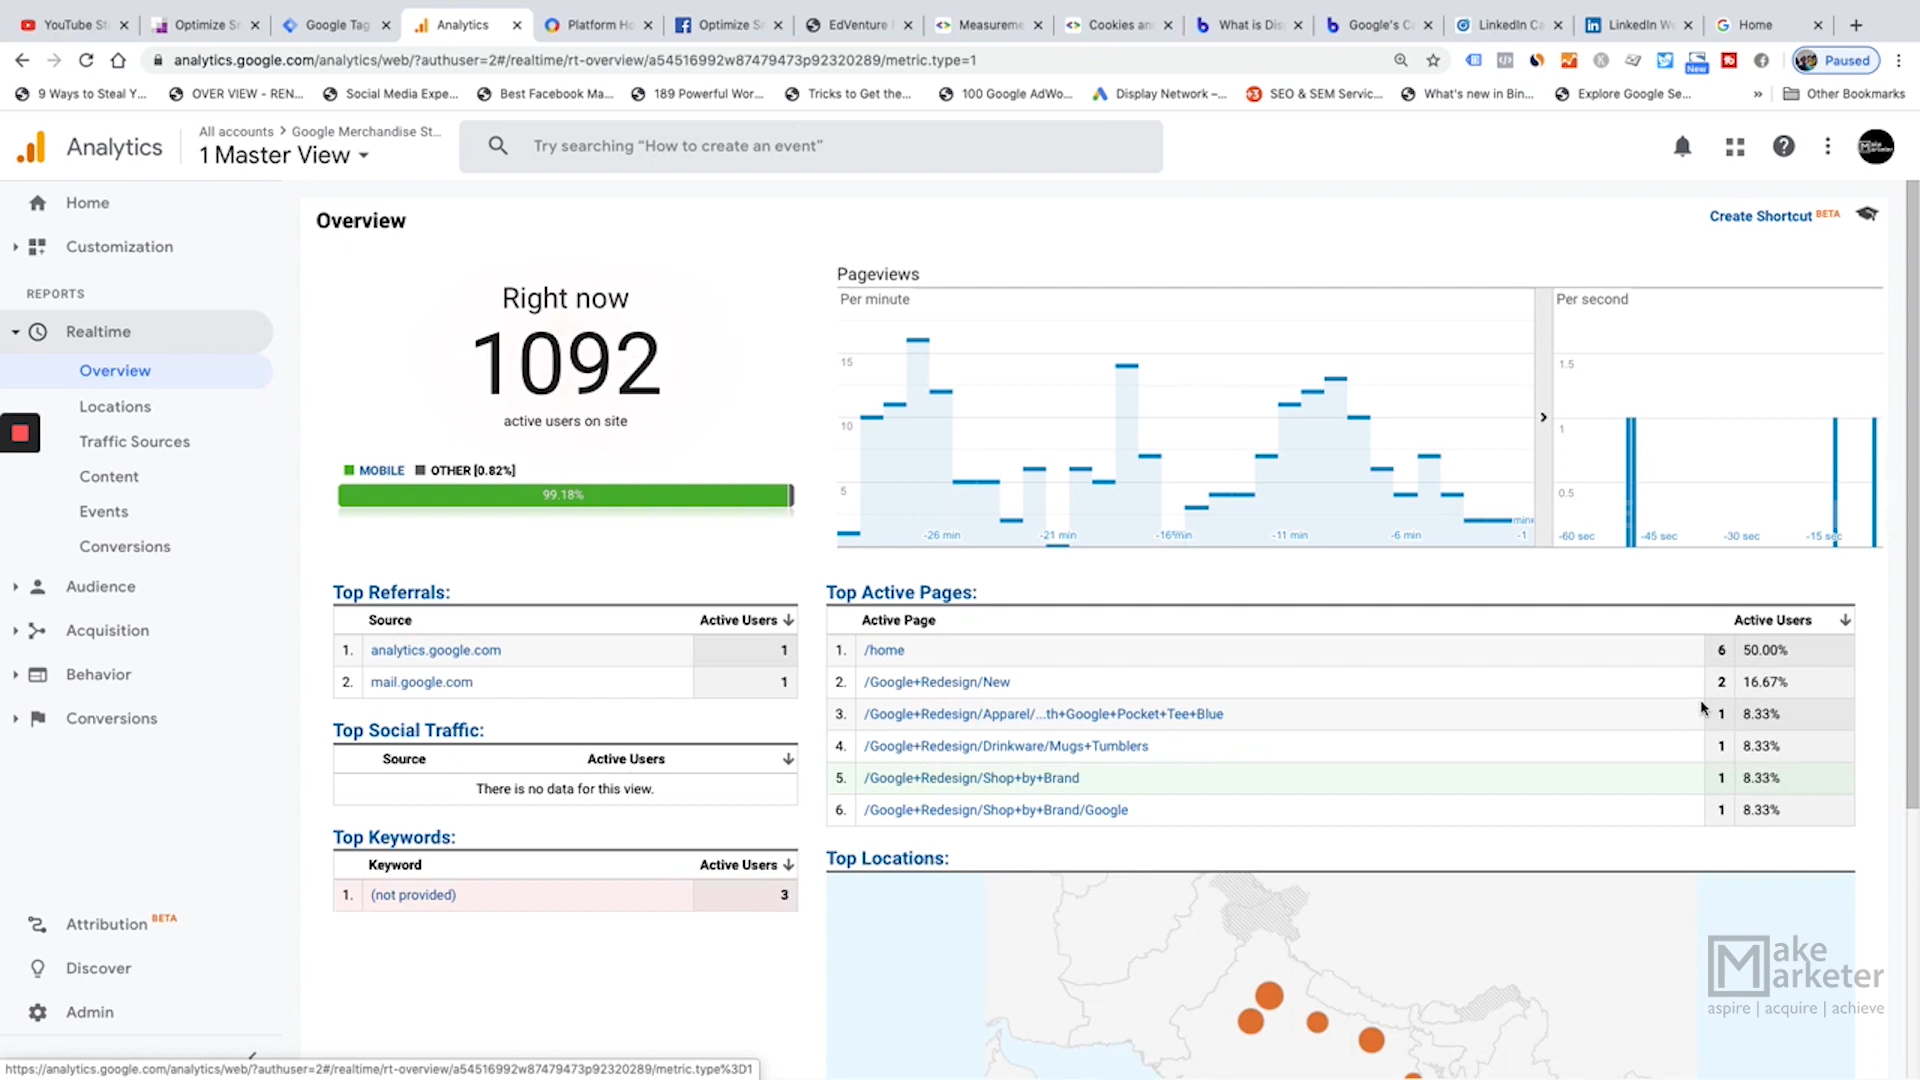 YouTube St
Optimize Sn
Google Tag
Analytics
Platform Ho
Optimize Sn
EdVenture
Measureme
Cookies an
What is Dis
Google's Ca
LinkedIn Ca
LinkedIn We
Home
analytics.google.com/analytics/web/?authuser=2#/realtime/rt-overview/a54516992w87479473p92320289/metric.type=1
New
Paused
9 Ways to Steal Y...
OVER VIEW - REN...
Social Media Expe...
Best Facebook Ma...
189 Powerful Wor...
Tricks to Get the...
100 Google AdWo...
Display Network –...
SEO & SEM Servic...
What's new in Bin...
Explore Google Se...
Other Bookmarks
Analytics
All accounts > Google Merchandise St...
1 Master View
Try searching “How to create an event”
Home
Customization
REPORTS
Realtime
Overview
Locations
Traffic Sources
Content
Events
Conversions
Audience
Acquisition
Behavior
Conversions
Attribution BETA
Discover
Admin
Overview
Create Shortcut BETA
Right now
1092
active users on site
MOBILE OTHER [0.82%]
99.18%
Pageviews
Per minute
15
10
5
-26 min
-21 min
-16 min
-11 min
-6 min
-1
min
Per second
1.5
1
0.5
-60 sec
-45 sec
-30 sec
-15 sec
Top Referrals:
Source Active Users
1. analytics.google.com 1
2. mail.google.com 1
Top Social Traffic:
Source Active Users
There is no data for this view.
Top Keywords:
Keyword Active Users
1. (not provided) 3
Top Active Pages:
Active Page Active Users
1. /home 6 50.00%
2. /Google+Redesign/New 2 16.67%
3. /Google+Redesign/Apparel/...th+Google+Pocket+Tee+Blue 1 8.33%
4. /Google+Redesign/Drinkware/Mugs+Tumblers 1 8.33%
5. /Google+Redesign/Shop+by+Brand 1 8.33%
6. /Google+Redesign/Shop+by+Brand/Google 1 8.33%
Top Locations:
Make
Marketer
aspire | acquire | achieve
https://analytics.google.com/analytics/web/?authuser=2#/realtime/rt-overview/a54516992w87479473p92320289/metric.type%3D1